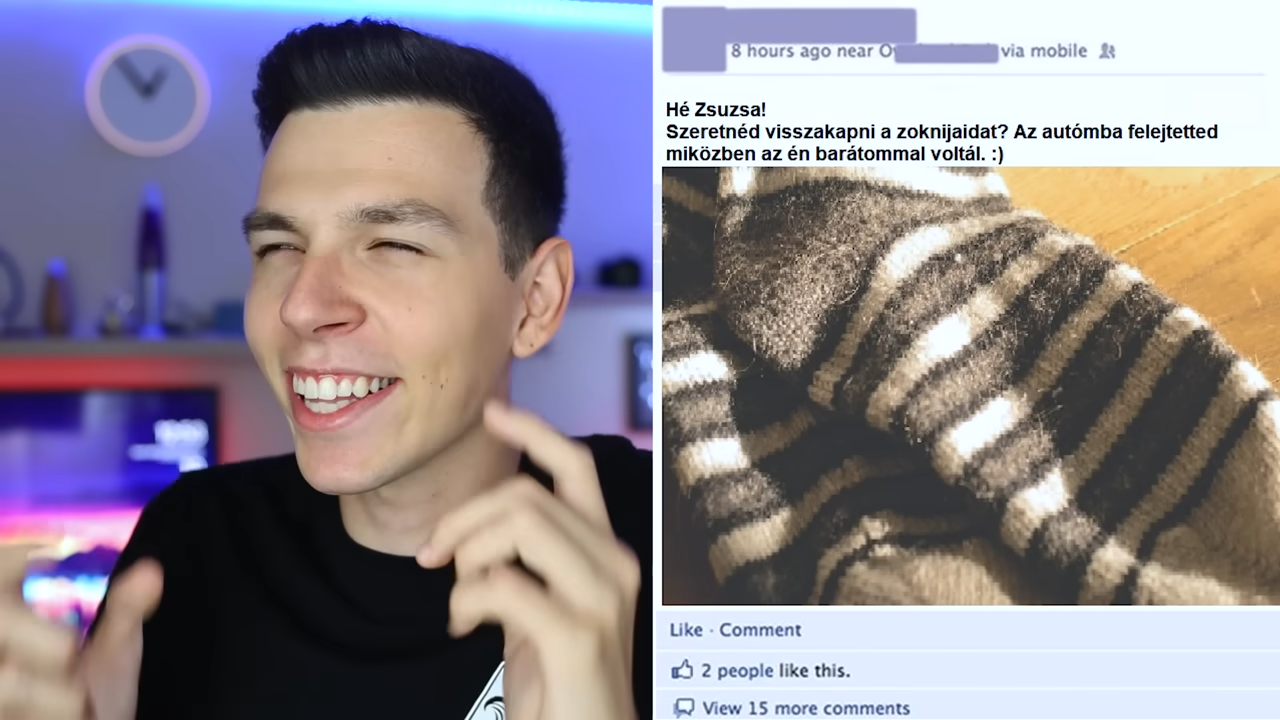 8 hours ago near O via mobile
Hé Zsuzsa!
Szeretnéd visszakapni a zoknijaidat? Az autómba felejtetted
miközben az én barátommal voltál. :)
Like · Comment
2 people like this.
View 15 more comments